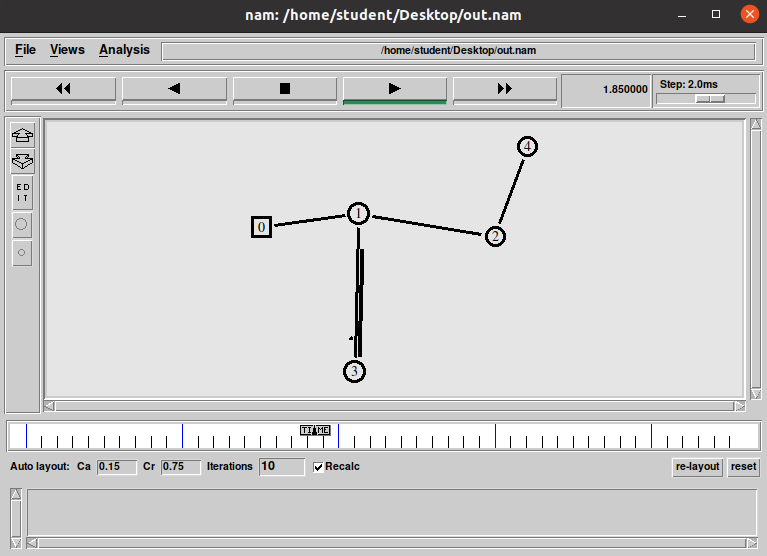 nam: /home/student/Desktop/out.nam
File Views Analysis /home/student/Desktop/out.nam
1.850000 Step: 2.0ms
ED
IT
4
1
0
2
3
TIME
Auto layout: Ca 0.15 Cr 0.75 Iterations 10 Recalc re-layout reset